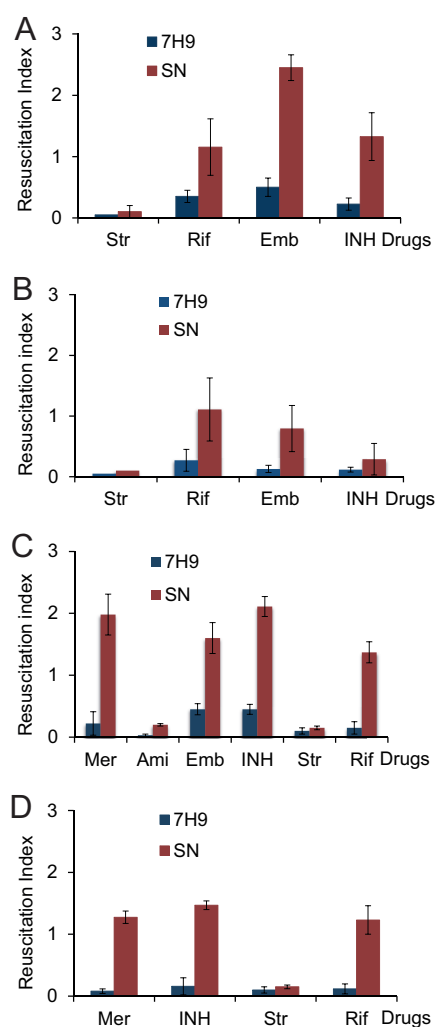 A
3
2
1
0
Resuscitation Index
7H9
SN
Str Rif Emb INH Drugs
B
3
2
1
0
Resuscitation index
7H9
SN
Str Rif Emb INH Drugs
C
3
2
1
0
Resuscitation index
7H9
SN
Mer Ami Emb INH Str Rif Drugs
D
3
2
1
0
Resuscitation Index
7H9
SN
Mer INH Str Rif Drugs